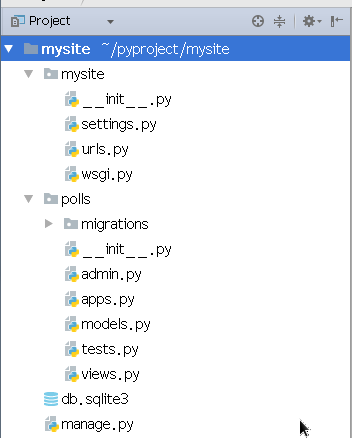 Project
mysite ~/pyproject/mysite
mysite
__init__.py
settings.py
urls.py
wsgi.py
polls
migrations
__init__.py
admin.py
apps.py
models.py
tests.py
views.py
db.sqlite3
manage.py